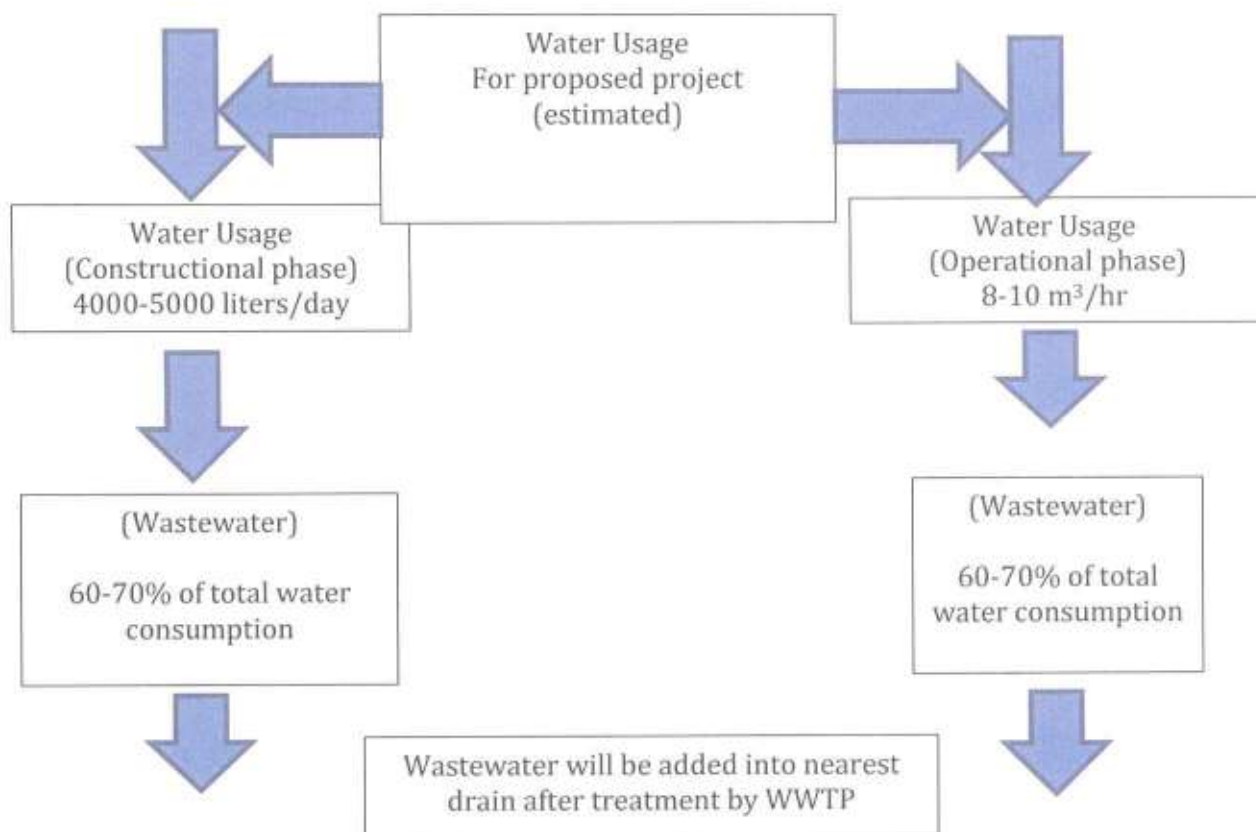 Water Usage
For proposed project
(estimated)
Water Usage
(Constructional phase)
4000-5000 liters/day
Water Usage
(Operational phase)
8-10 m³/hr
(Wastewater)
60-70% of total water
consumption
(Wastewater)
60-70% of total
water consumption
Wastewater will be added into nearest
drain after treatment by WWTP